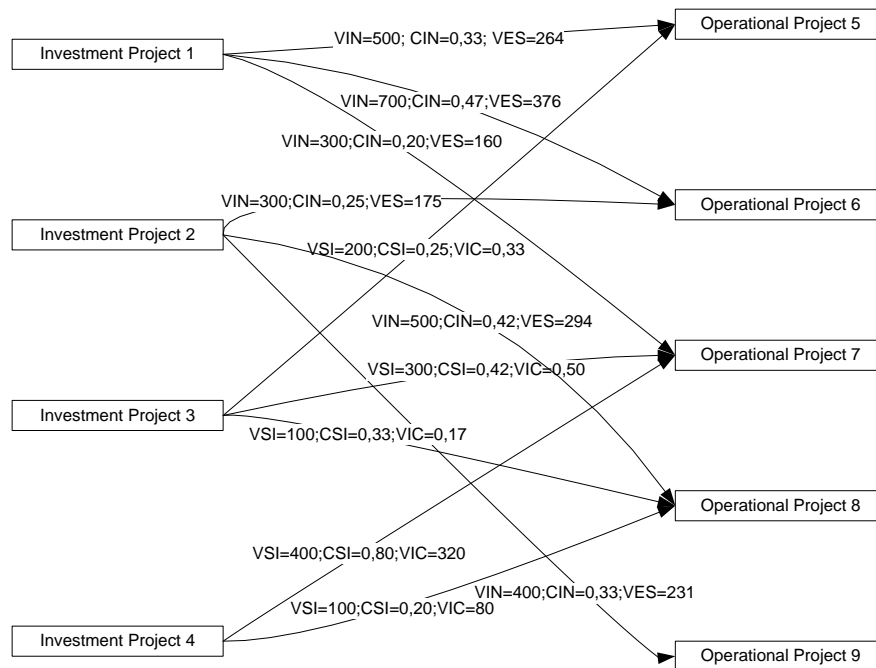 Operational Project 5
VIN=500; CIN=0,33; VES=264
Investment Project 1
VIN=700;CIN=0,47;VES=376
VIN=300;CIN=0,20;VES=160
VIN=300;CIN=0,25;VES=175
Operational Project 6
Investment Project 2
VSI=200;CSI=0,25;VIC=0,33
VIN=500;CIN=0,42;VES=294
Operational Project 7
VSI=300;CSI=0,42;VIC=0,50
Investment Project 3
VSI=100;CSI=0,33;VIC=0,17
Operational Project 8
VSI=400;CSI=0,80;VIC=320
VIN=400;CIN=0,33;VES=231
VSI=100;CSI=0,20;VIC=80
Investment Project 4
Operational Project 9